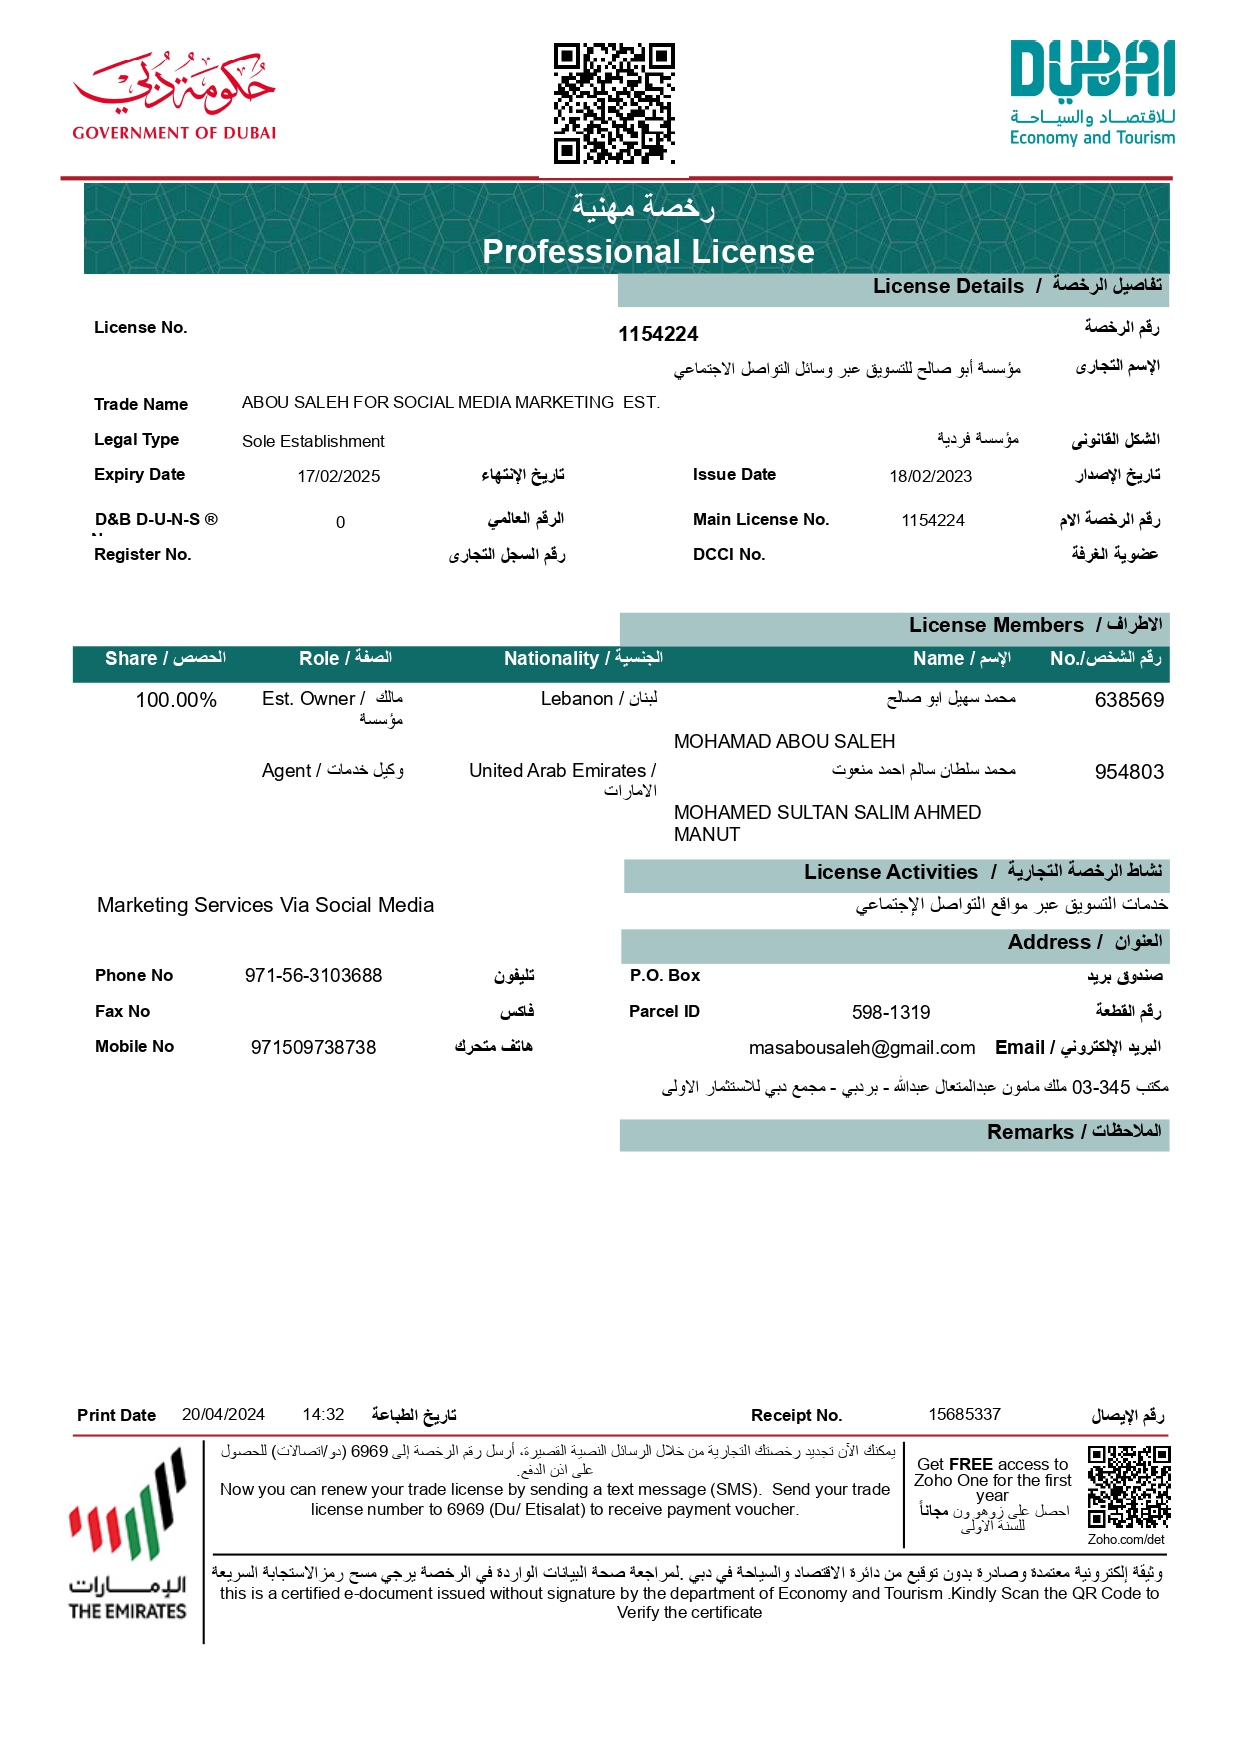 حكومة دبي
GOVERNMENT OF DUBAI
DUBAI
للاقتصاد والسياحة
Economy and Tourism
رخصة مهنية
Professional License
License Details / تفاصيل الرخصة
License No. 1154224 رقم الرخصة
مؤسسة أبو صالح للتسويق عبر وسائل التواصل الاجتماعي الإسم التجارى
Trade Name ABOU SALEH FOR SOCIAL MEDIA MARKETING EST.
Legal Type Sole Establishment مؤسسة فردية الشكل القانونى
Expiry Date 17/02/2025 تاريخ الإنتهاء Issue Date 18/02/2023 تاريخ الإصدار
D&B D-U-N-S ® 0 الرقم العالمي Main License No. 1154224 رقم الرخصة الام
Register No. رقم السجل التجارى DCCI No. عضوية الغرفة
License Members / الاطراف
Share / الحصص Role / الصفة Nationality / الجنسية Name / الإسم No./رقم الشخص
100.00% Est. Owner / مالك Lebanon / لبنان محمد سهيل ابو صالح 638569
مؤسسة
MOHAMAD ABOU SALEH
Agent / وكيل خدمات United Arab Emirates / محمد سلطان سالم احمد منعوت 954803
الامارات
MOHAMED SULTAN SALIM AHMED
MANUT
License Activities / نشاط الرخصة التجارية
Marketing Services Via Social Media خدمات التسويق عبر مواقع التواصل الإجتماعي
Address / العنوان
Phone No 971-56-3103688 تليفون P.O. Box صندوق بريد
Fax No فاكس Parcel ID 598-1319 رقم القطعة
Mobile No 971509738738 هاتف متحرك masabousaleh@gmail.com Email / البريد الإلكتروني
مكتب 345-03 ملك مامون عبدالمتعال عبدالله - بردبي - مجمع دبي للاستثمار الاولى
Remarks / الملاحظات
Print Date 20/04/2024 14:32 تاريخ الطباعة Receipt No. 15685337 رقم الإيصال
يمكنك الآن تجديد رخصتك التجارية من خلال الرسائل النصية القصيرة، أرسل رقم الرخصة إلى 6969 (دو/اتصالات) للحصول
على اذن الدفع.
Now you can renew your trade license by sending a text message (SMS). Send your trade
license number to 6969 (Du/ Etisalat) to receive payment voucher.
Get FREE access to
Zoho One for the first
year
احصل على زوهو ون مجاناً
للسنة الاولى
Zoho.com/det
الإمارات
THE EMIRATES
وثيقة إلكترونية معتمدة وصادرة بدون توقيع من دائرة الاقتصاد والسياحة في دبي .لمراجعة صحة البيانات الواردة في الرخصة يرجي مسح رمزالاستجابة السريعة
this is a certified e-document issued without signature by the department of Economy and Tourism .Kindly Scan the QR Code to
Verify the certificate